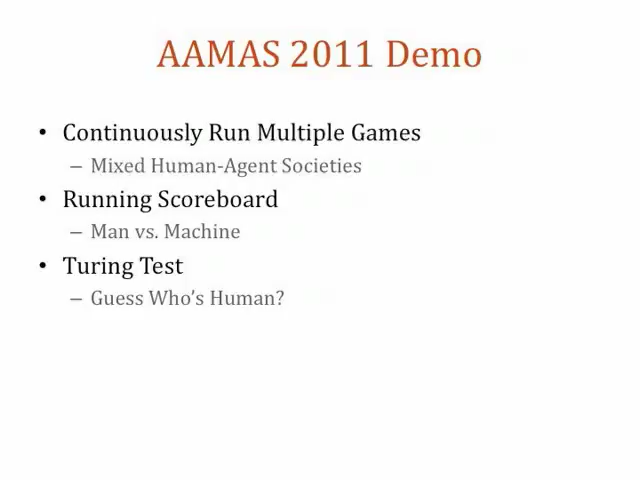 AAMAS 2011 Demo
• Continuously Run Multiple Games
– Mixed Human-Agent Societies
• Running Scoreboard
– Man vs. Machine
• Turing Test
– Guess Who’s Human?